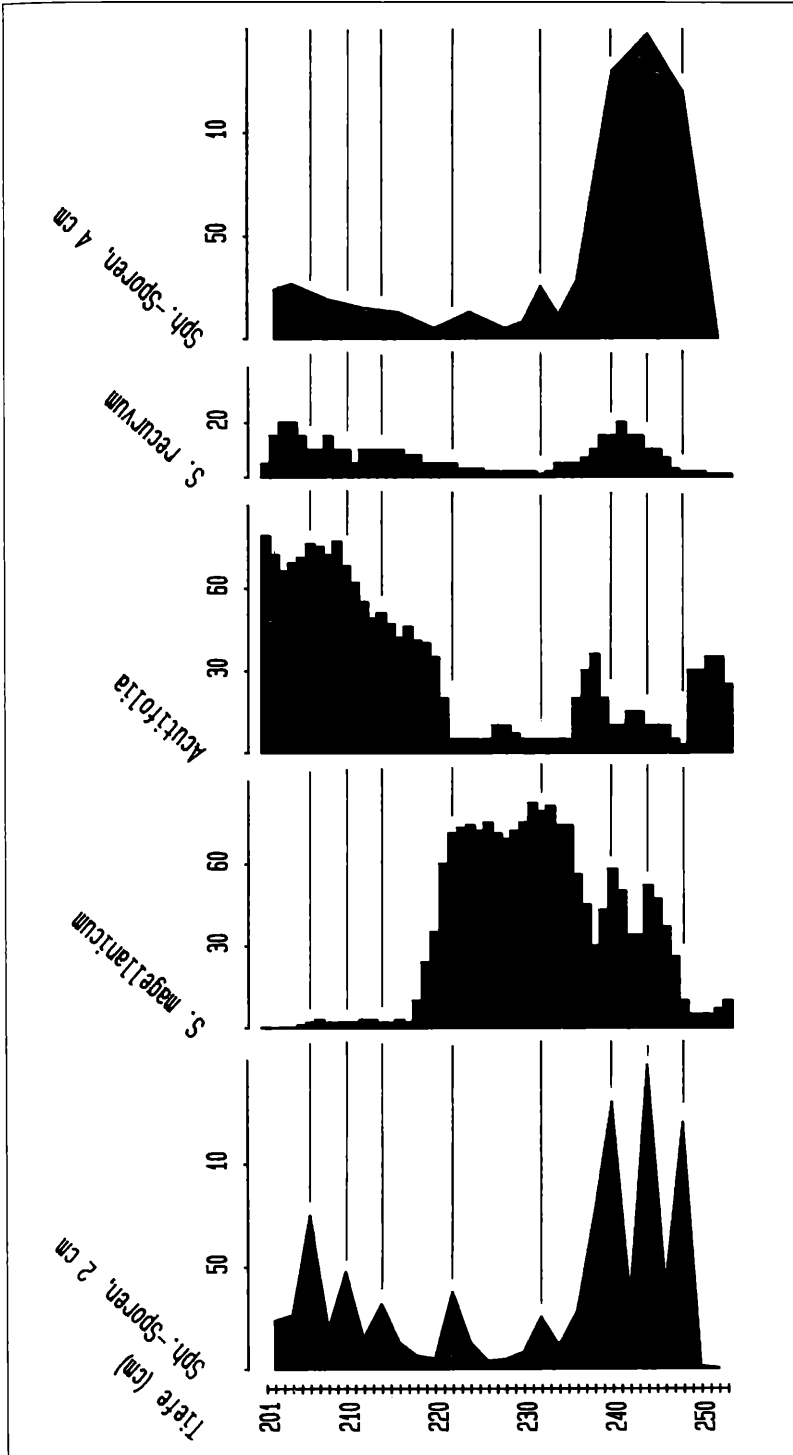 Sph.-Sporen, 4 cm
50
10
S. recurvum
20
Acutifolia
30
60
S. magellanicum
30
60
Sph.-Sporen, 2 cm
50
10
Tiefe (cm)
201
210
220
230
240
250